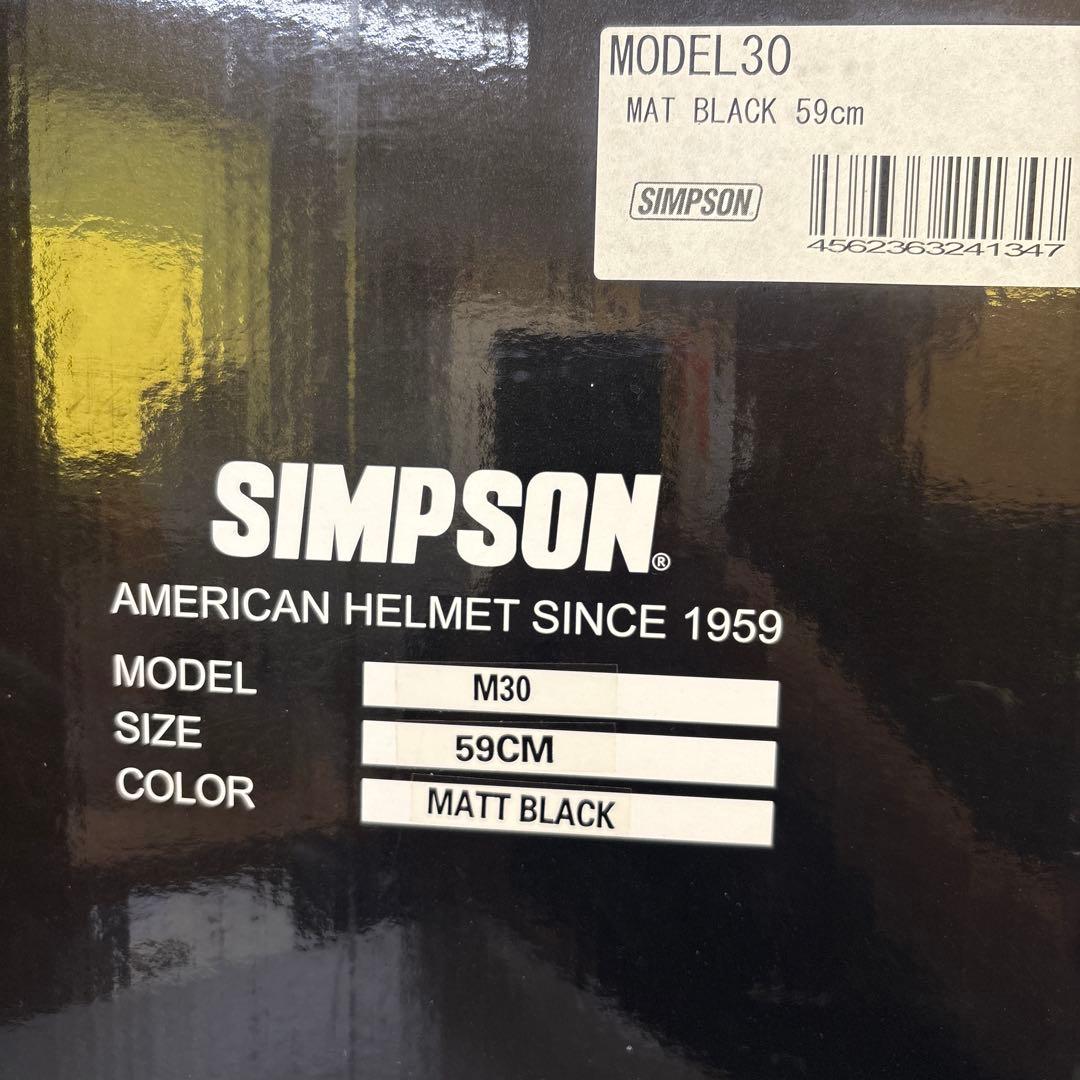 MODEL30
MAT BLACK 59cm
SIMPSON
4562363241347
SIMPSON®
AMERICAN HELMET SINCE 1959
MODEL M30
SIZE 59CM
COLOR MATT BLACK